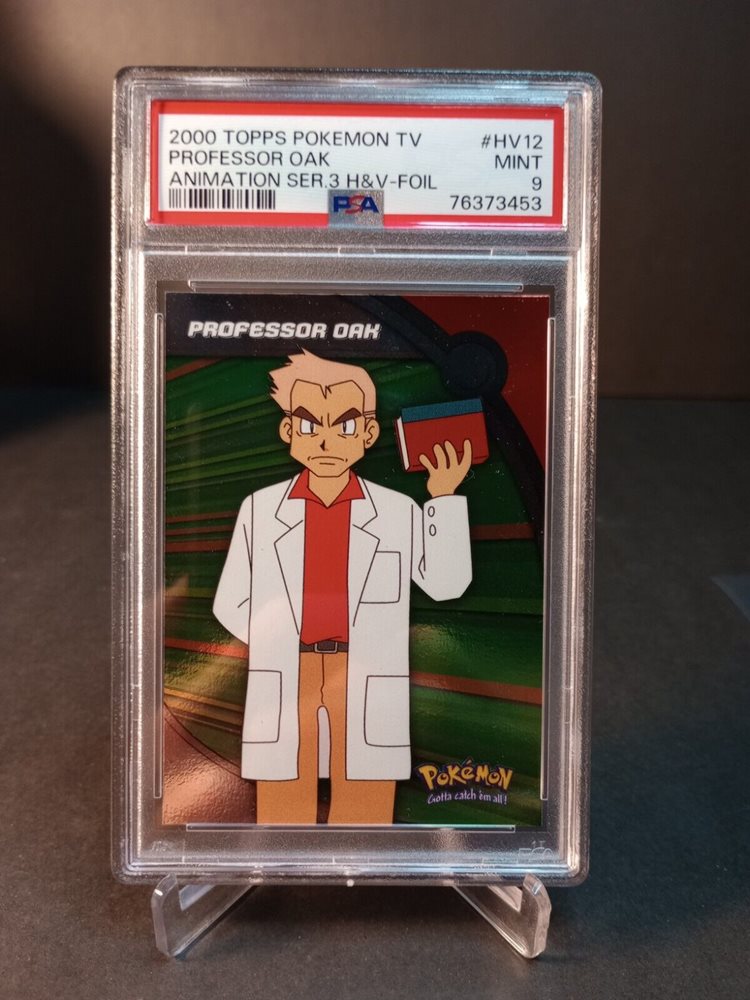 2000 TOPPS POKEMON TV #HV12
PROFESSOR OAK MINT
ANIMATION SER.3 H&V-FOIL 9
PSA 76373453
PROFESSOR OAK
POKéMON
Gotta catch 'em all!